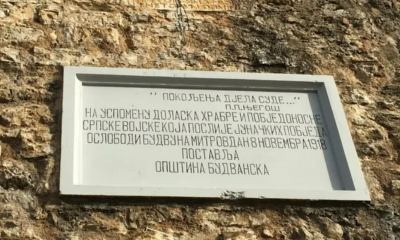 " ПОКОЉЕЊА ДЈЕЛА СУДЕ..."
П.П.ЊЕГОШ
НА УСПОМЕНУ ДОЛАСКА ХРАБРЕ И ПОБЈЕДОНОСНЕ
СРПСКЕ ВОЈСКЕ КОЈА ПОСЛИЈЕ ЈУНАЧКИХ ПОБЈЕДА
ОСЛОБОДИ БУДВУ НА МИТРОВДАН 8 НОВЕМБРА 1918
ПОСТАВЉА
ОПШТИНА БУДВАНСКА